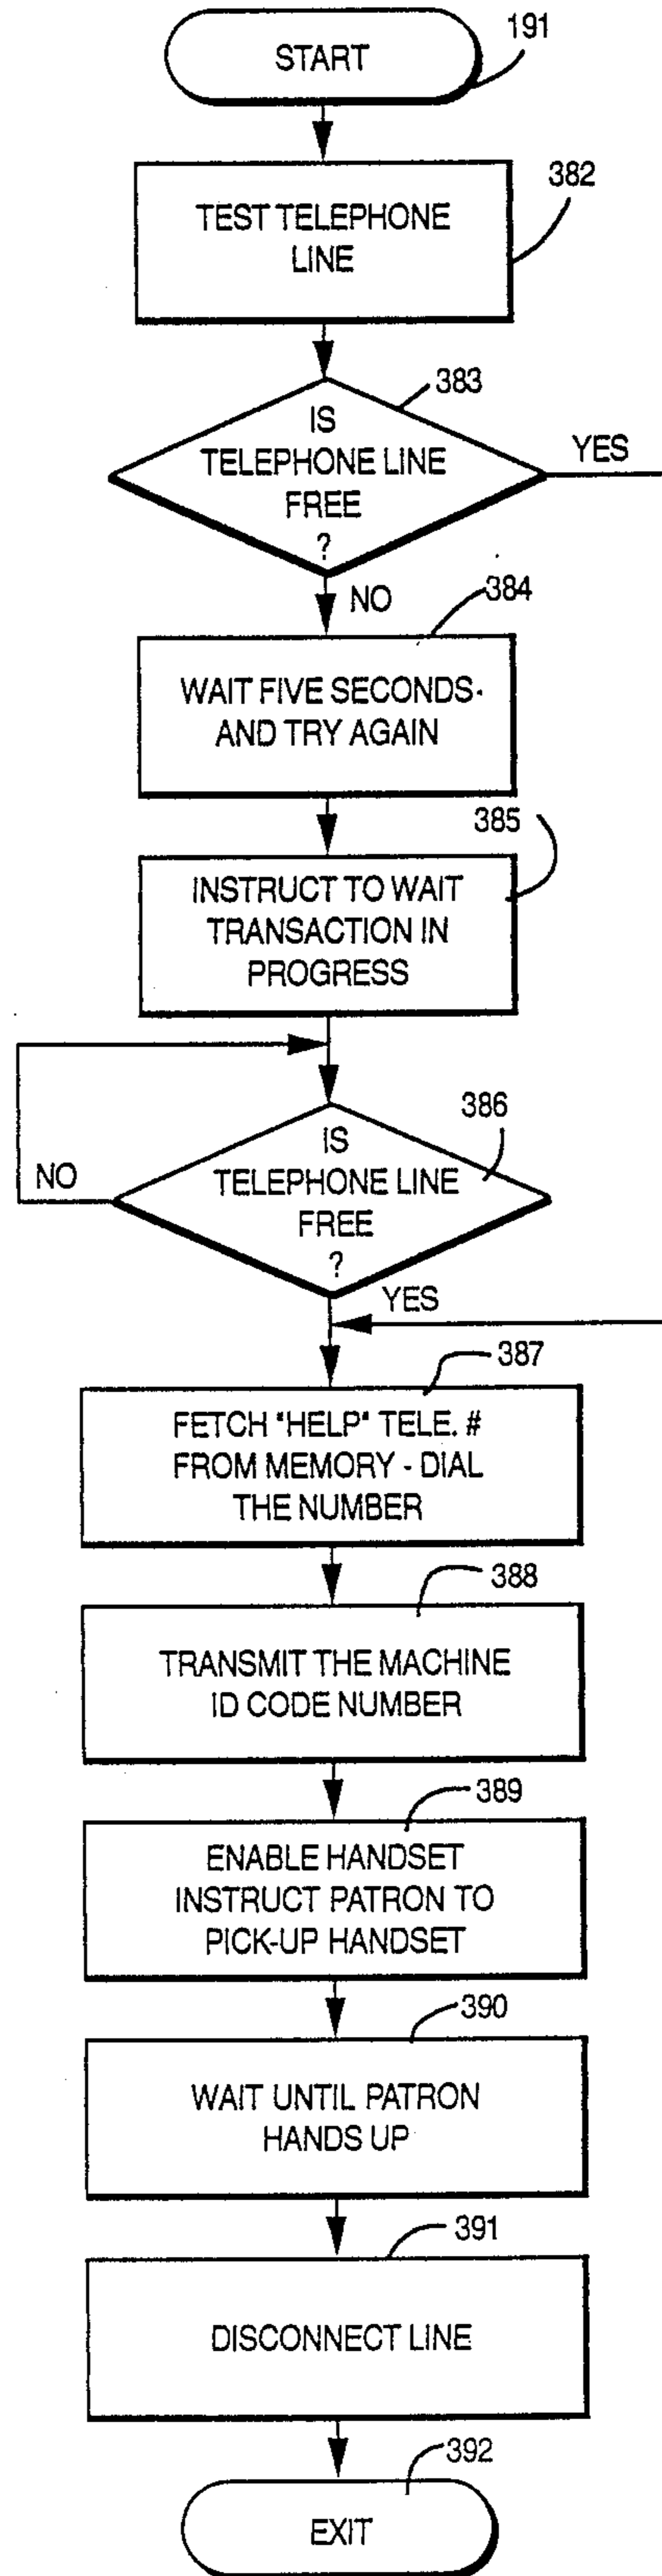 START
191
TEST TELEPHONE
LINE
382
383
IS
TELEPHONE LINE
FREE
?
YES
NO
384
WAIT FIVE SECONDS-
AND TRY AGAIN
385
INSTRUCT TO WAIT
TRANSACTION IN
PROGRESS
386
IS
TELEPHONE LINE
FREE
?
NO
YES
387
FETCH "HELP" TELE. #
FROM MEMORY - DIAL
THE NUMBER
388
TRANSMIT THE MACHINE
ID CODE NUMBER
389
ENABLE HANDSET
INSTRUCT PATRON TO
PICK-UP HANDSET
390
WAIT UNTIL PATRON
HANDS UP
391
DISCONNECT LINE
392
EXIT